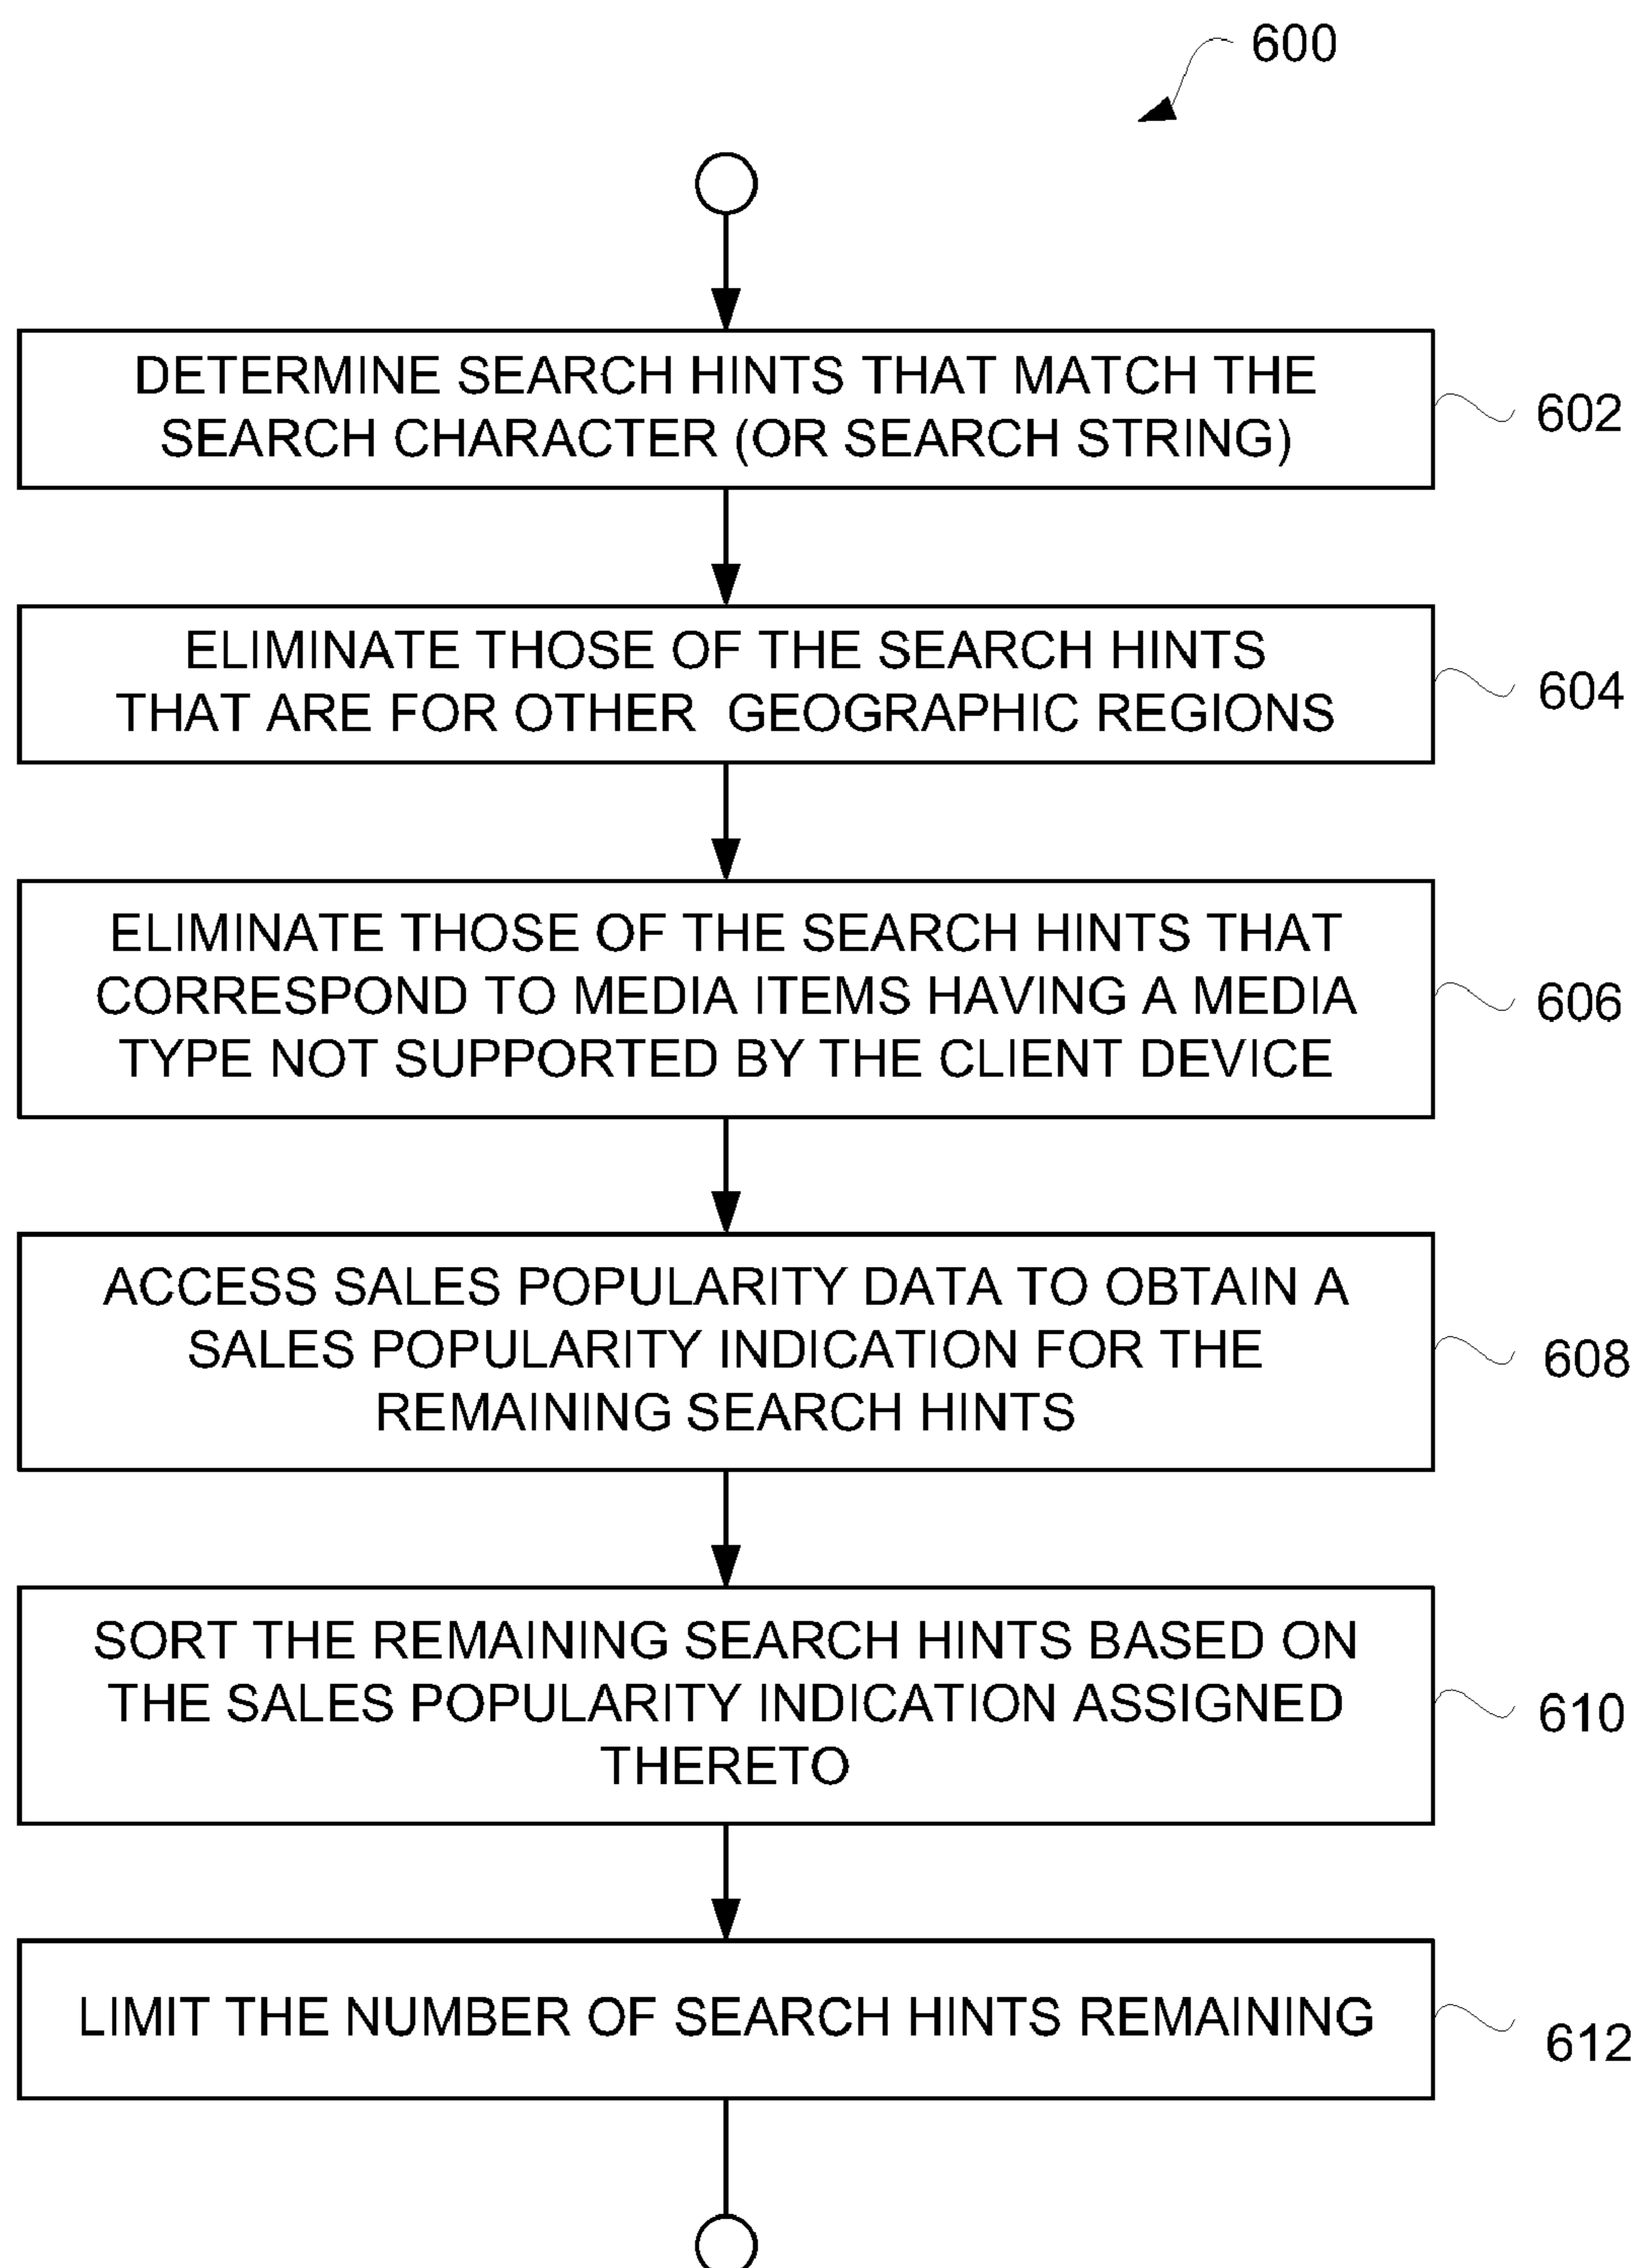 600
DETERMINE SEARCH HINTS THAT MATCH THE
SEARCH CHARACTER (OR SEARCH STRING)
602
ELIMINATE THOSE OF THE SEARCH HINTS
THAT ARE FOR OTHER GEOGRAPHIC REGIONS
604
ELIMINATE THOSE OF THE SEARCH HINTS THAT
CORRESPOND TO MEDIA ITEMS HAVING A MEDIA
TYPE NOT SUPPORTED BY THE CLIENT DEVICE
606
ACCESS SALES POPULARITY DATA TO OBTAIN A
SALES POPULARITY INDICATION FOR THE
REMAINING SEARCH HINTS
608
SORT THE REMAINING SEARCH HINTS BASED ON
THE SALES POPULARITY INDICATION ASSIGNED
THERETO
610
LIMIT THE NUMBER OF SEARCH HINTS REMAINING
612